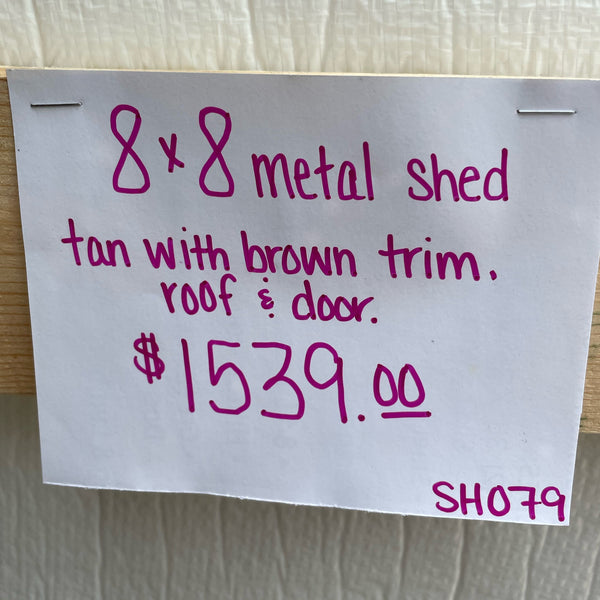 8x8 metal shed
tan with brown trim.
roof & door.
$1539.00
SH079